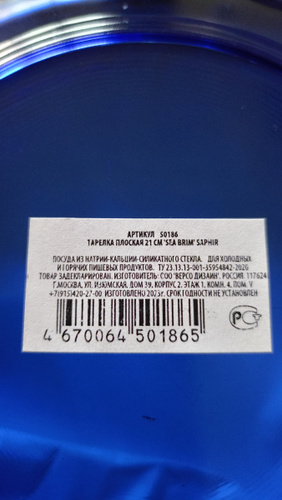 АРТИКУЛ 50186
ТАРЕЛКА ПЛОСКАЯ 21 СМ 'SEA BRIM' SAPHIR
ПОСУДА ИЗ НАТРИЙ-КАЛЬЦИЙ-СИЛИКАТНОГО СТЕКЛА. ДЛЯ ХОЛОДНЫХ
И ГОРЯЧИХ ПИЩЕВЫХ ПРОДУКТОВ. ТУ 23.13.13-001-35954842-2020
ТОВАР ЗАДЕКЛАРИРОВАН. ИЗГОТОВИТЕЛЬ: ООО "ВЕРСО ДИЗАЙН". РОССИЯ 117624
Г.МОСКВА, УЛ. ИЗЮМСКАЯ, ДОМ 39, КОРПУС 2, ЭТАЖ 1, КОМН. 4, ПОМ. V
+7(915)420-27-00 ИЗГОТОВЛЕНО 2023г. СРОК ГОДНОСТИ НЕ УСТАНОВЛЕН
4 670064 501865